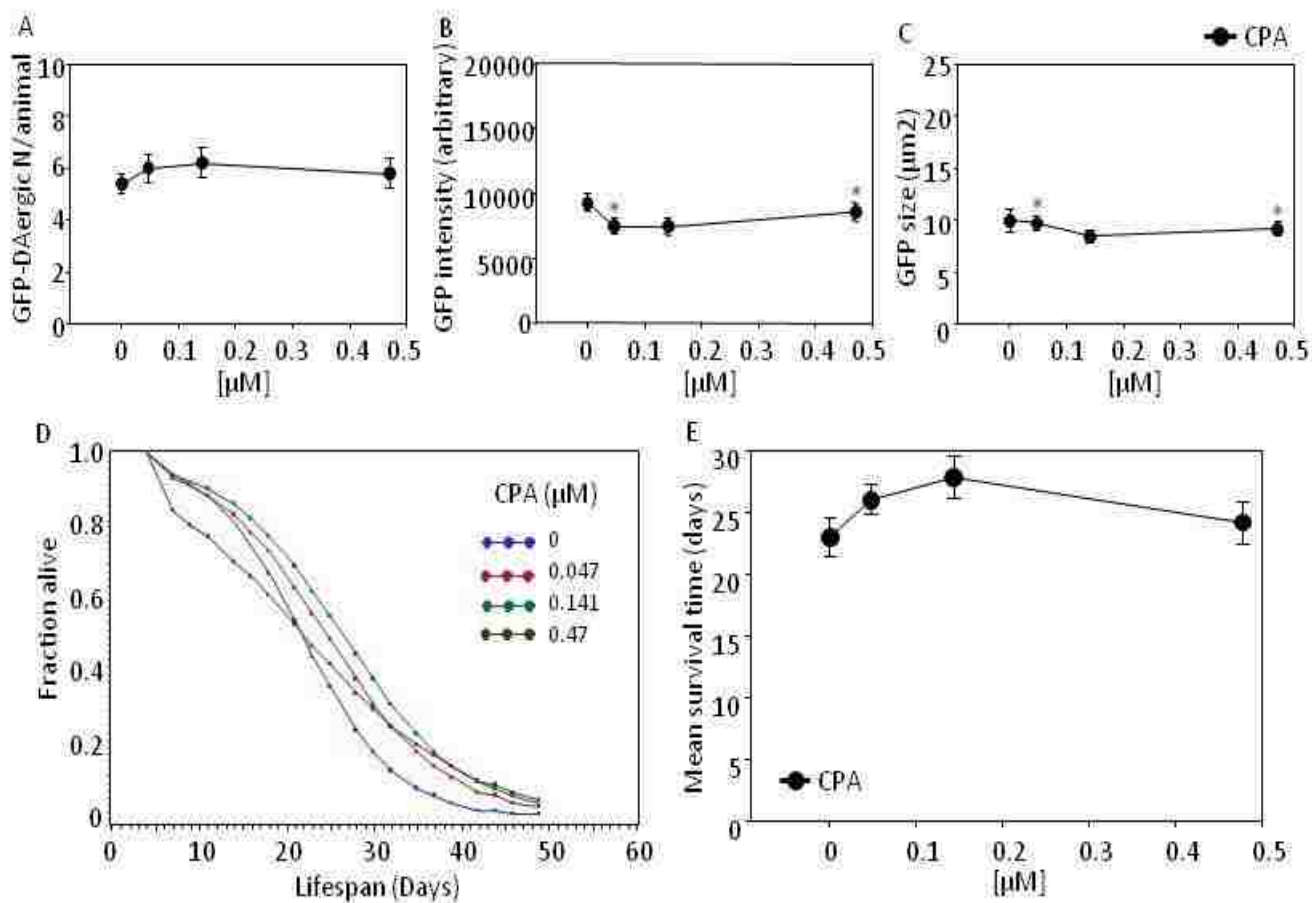 A
GFP-DAergic N/animal
10
8
6
4
2
0
0 0.1 0.2 0.3 0.4 0.5
[µM]
B
GFP intensity (arbitrary)
20000
15000
10000
5000
0
*
*
0 0.1 0.2 0.3 0.4 0.5
[µM]
C
CPA
GFP size (µm2)
25
20
15
10
5
0
*
*
0 0.1 0.2 0.3 0.4 0.5
[µM]
D
Fraction alive
1.0
0.8
0.6
0.4
0.2
0
CPA (µM)
0
0.047
0.141
0.47
0 10 20 30 40 50 60
Lifespan (Days)
E
Mean survival time (days)
30
25
20
15
30
25
0
CPA
0 0.1 0.2 0.3 0.4 0.5
[µM]